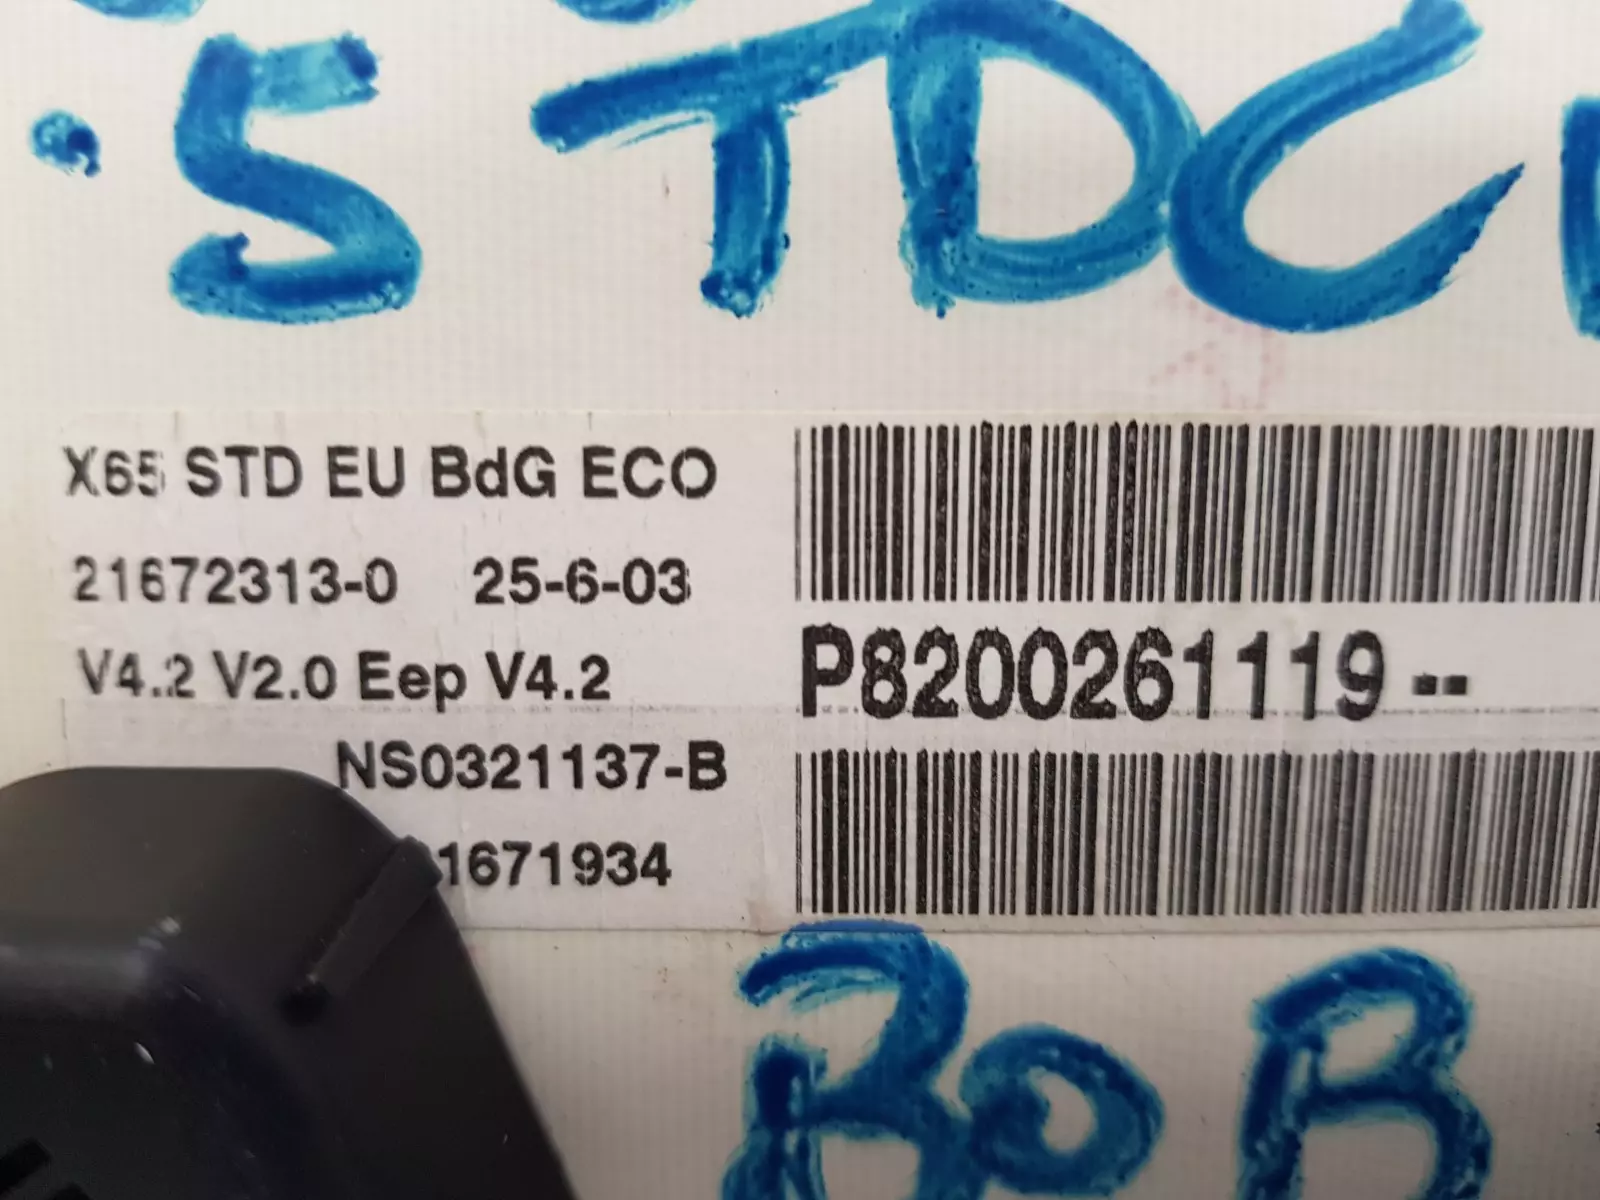 .5 TDC
X65 STD EU BdG ECO
21672313-0 25-6-03
V4.2 V2.0 Eep V4.2
P8200261119--
NS0321137-B
1671934
BOB